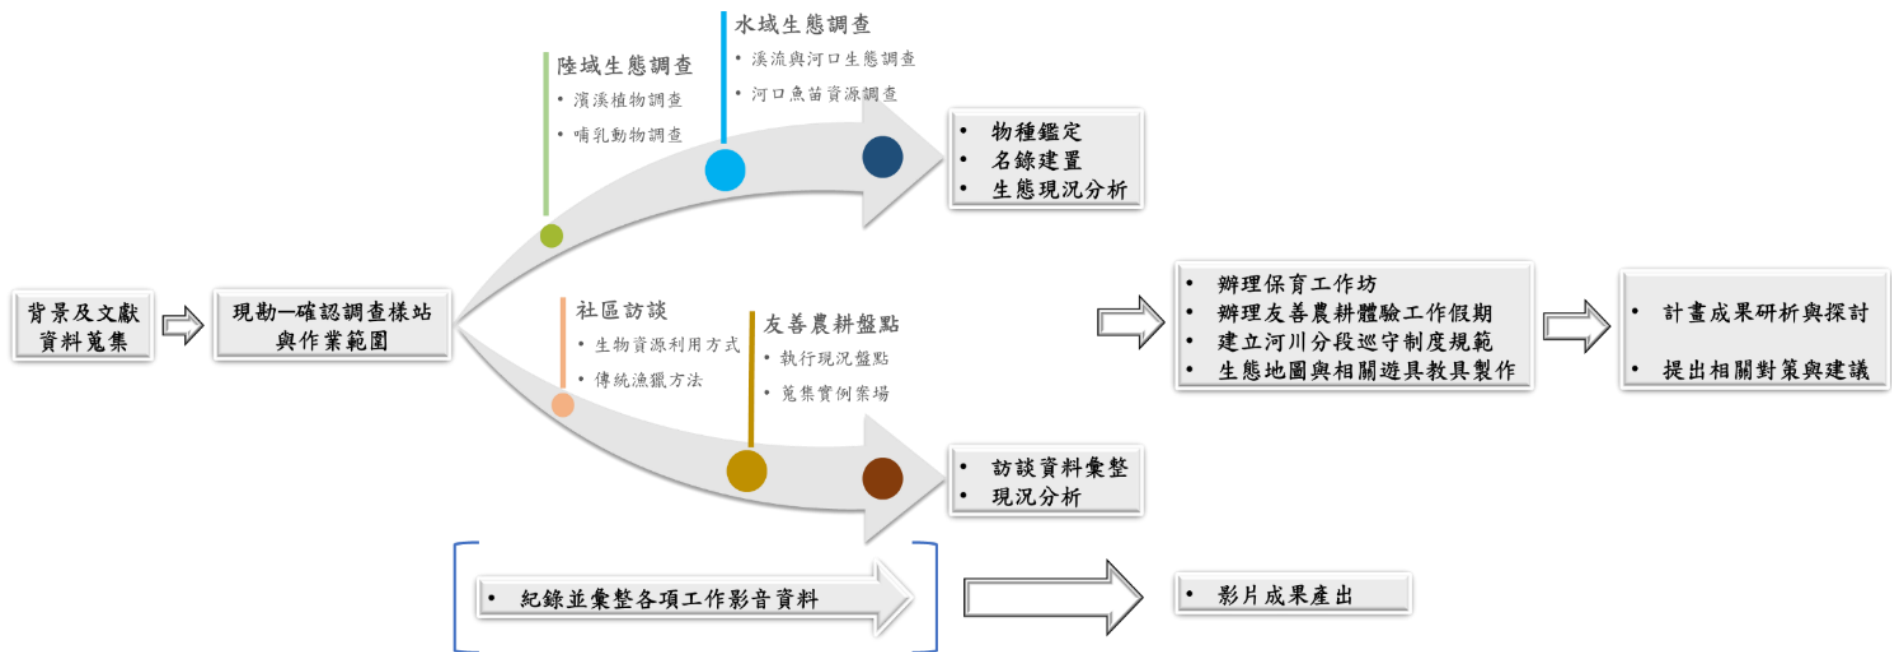 背景及文獻
資料蒐集
現勘—確認調查樣站
與作業範圍
陸域生態調查
• 濱溪植物調查
• 哺乳動物調查
水域生態調查
• 溪流與河口生態調查
• 河口魚苗資源調查
• 物種鑑定
• 名錄建置
• 生態現況分析
社區訪談
• 生物資源利用方式
• 傳統漁獵方法
友善農耕盤點
• 執行現況盤點
• 蒐集實例案場
• 訪談資料彙整
• 現況分析
• 辦理保育工作坊
• 辦理友善農耕體驗工作假期
• 建立河川分段巡守制度規範
• 生態地圖與相關遊具教具製作
• 計畫成果研析與探討
• 提出相關對策與建議
• 紀錄並彙整各項工作影音資料
• 影片成果產出